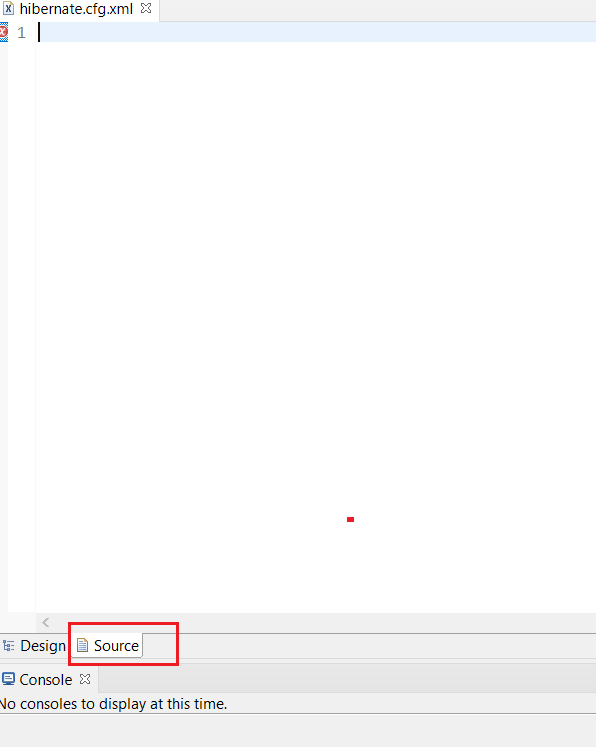 hibernate.cfg.xml
1
Design Source
Console
No consoles to display at this time.